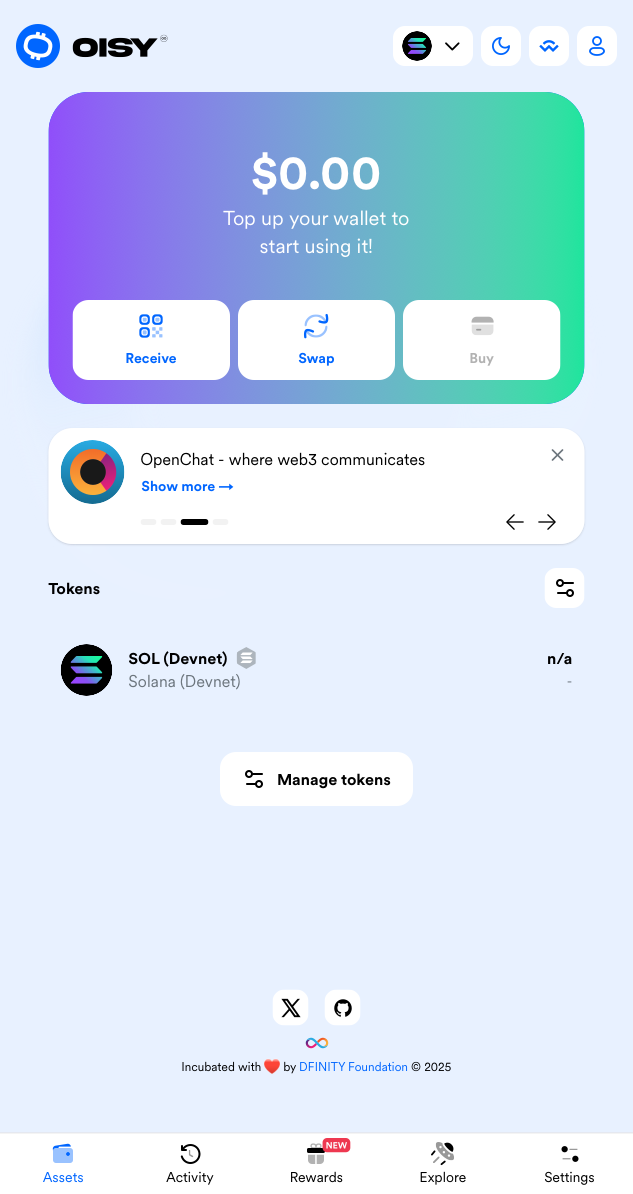 OISY
$0.00
Top up your wallet to
start using it!
Receive
Swap
Buy
OpenChat - where web3 communicates
Show more →
Tokens
SOL (Devnet)
n/a
Solana (Devnet)
-
Manage tokens
Incubated with ❤️ by DFINITY Foundation © 2025
NEW
Assets
Activity
Rewards
Explore
Settings